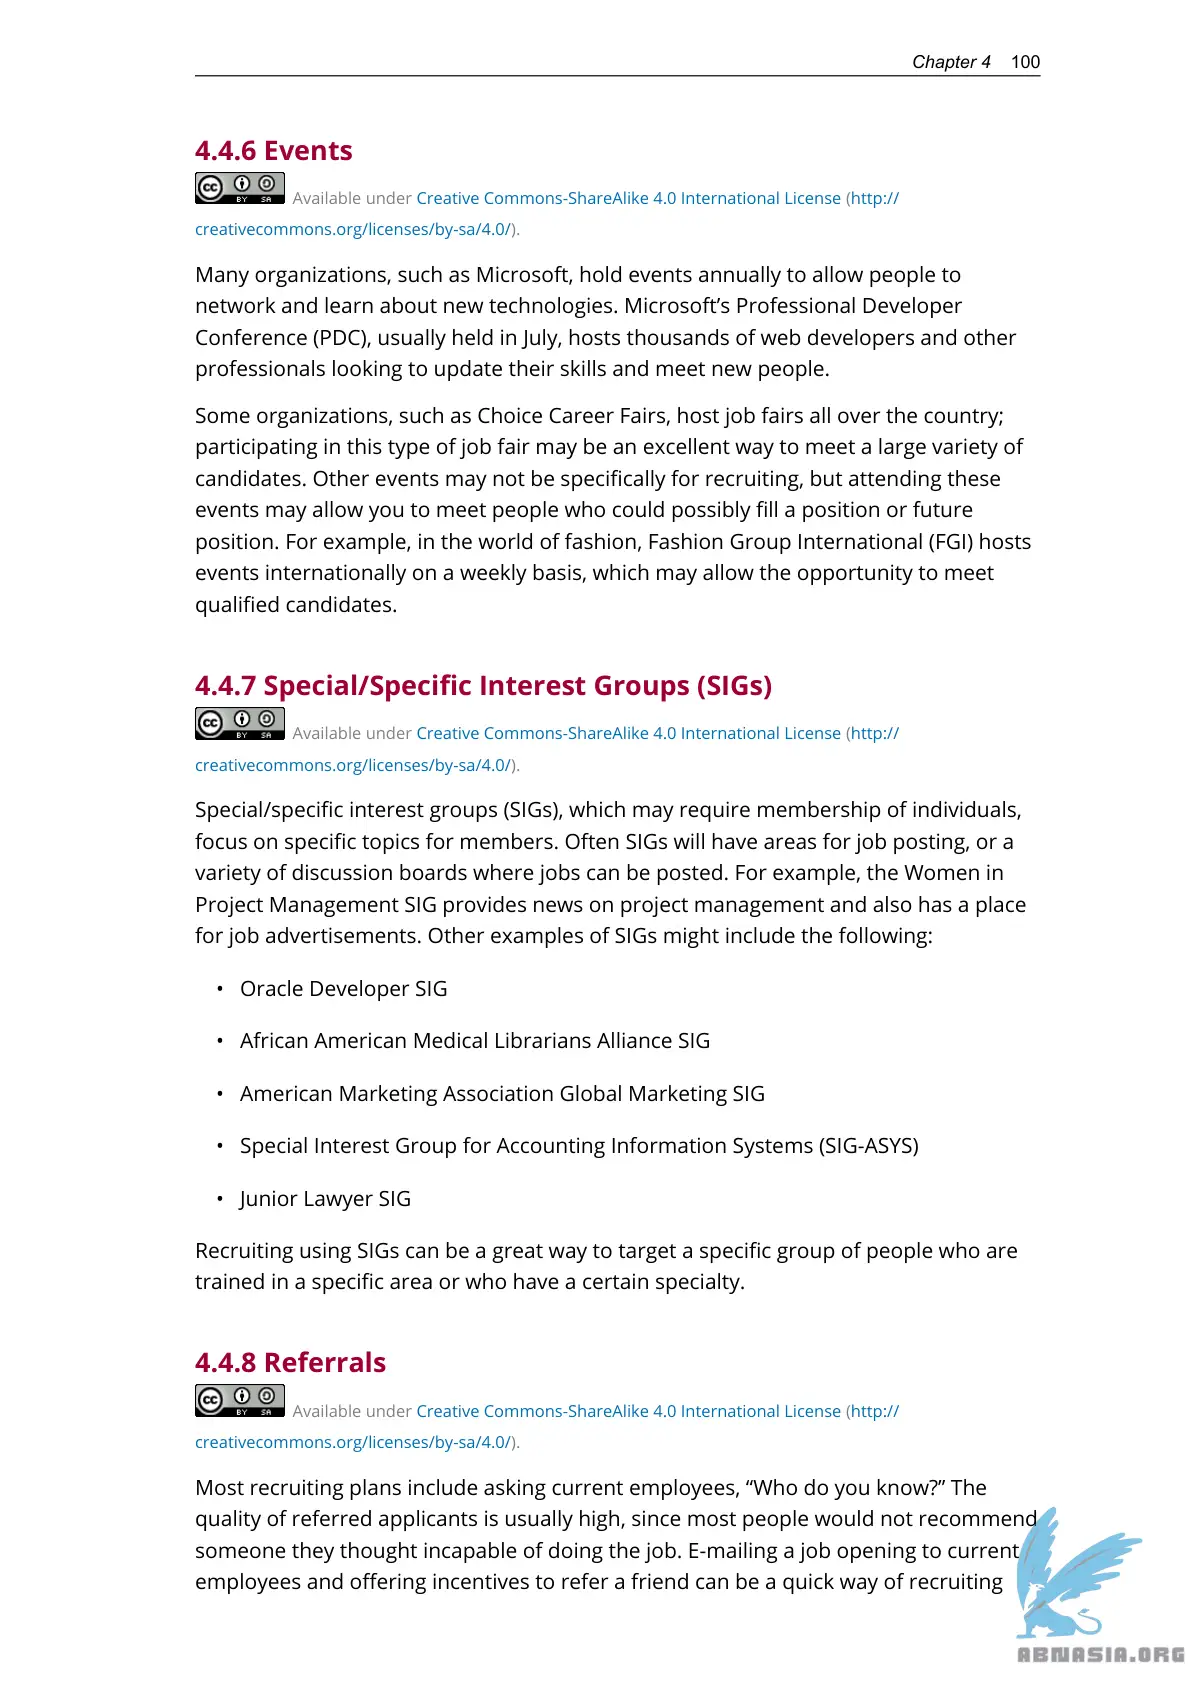 Chapter 4 100
4.4.6 Events
cc BY SA Available under Creative Commons-ShareAlike 4.0 International License (http://
creativecommons.org/licenses/by-sa/4.0/).
Many organizations, such as Microsoft, hold events annually to allow people to
network and learn about new technologies. Microsoft’s Professional Developer
Conference (PDC), usually held in July, hosts thousands of web developers and other
professionals looking to update their skills and meet new people.
Some organizations, such as Choice Career Fairs, host job fairs all over the country;
participating in this type of job fair may be an excellent way to meet a large variety of
candidates. Other events may not be specifically for recruiting, but attending these
events may allow you to meet people who could possibly fill a position or future
position. For example, in the world of fashion, Fashion Group International (FGI) hosts
events internationally on a weekly basis, which may allow the opportunity to meet
qualified candidates.
4.4.7 Special/Specific Interest Groups (SIGs)
cc BY SA Available under Creative Commons-ShareAlike 4.0 International License (http://
creativecommons.org/licenses/by-sa/4.0/).
Special/specific interest groups (SIGs), which may require membership of individuals,
focus on specific topics for members. Often SIGs will have areas for job posting, or a
variety of discussion boards where jobs can be posted. For example, the Women in
Project Management SIG provides news on project management and also has a place
for job advertisements. Other examples of SIGs might include the following:
• Oracle Developer SIG
• African American Medical Librarians Alliance SIG
• American Marketing Association Global Marketing SIG
• Special Interest Group for Accounting Information Systems (SIG-ASYS)
• Junior Lawyer SIG
Recruiting using SIGs can be a great way to target a specific group of people who are
trained in a specific area or who have a certain specialty.
4.4.8 Referrals
cc BY SA Available under Creative Commons-ShareAlike 4.0 International License (http://
creativecommons.org/licenses/by-sa/4.0/).
Most recruiting plans include asking current employees, “Who do you know?” The
quality of referred applicants is usually high, since most people would not recommend
someone they thought incapable of doing the job. E-mailing a job opening to current
employees and offering incentives to refer a friend can be a quick way of recruiting
ABNASIA.ORG